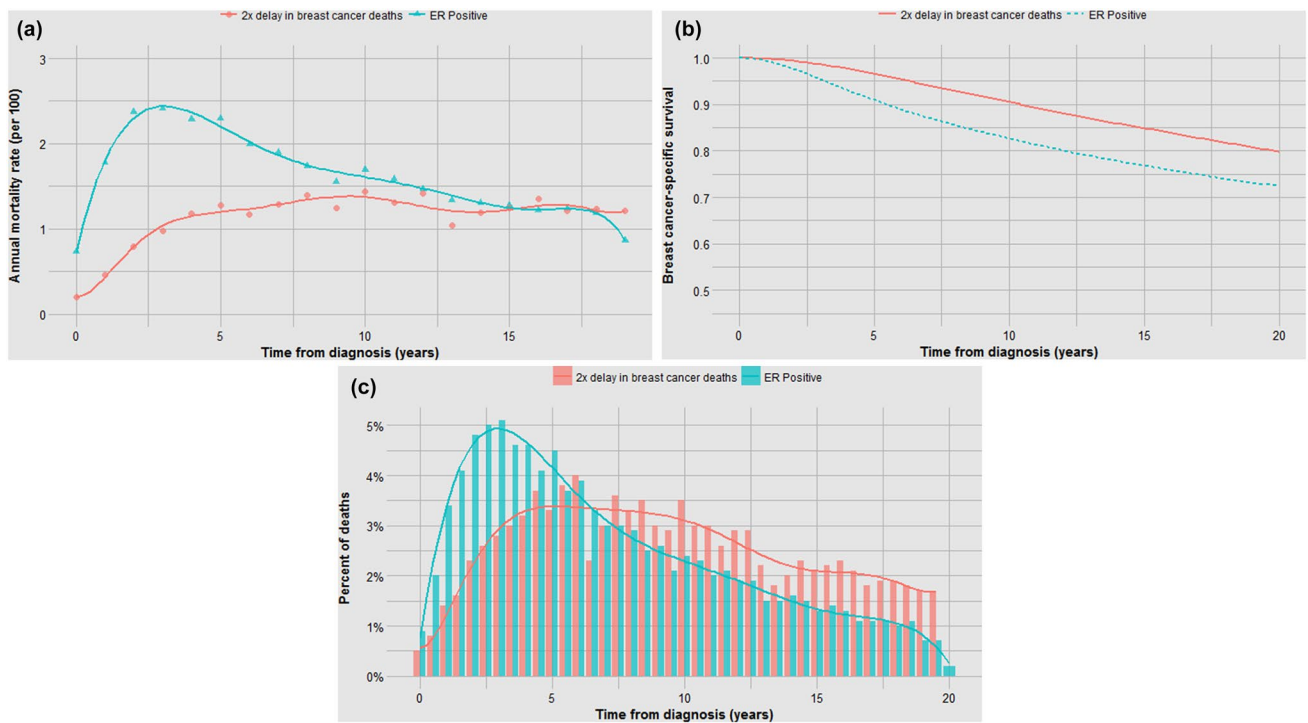 (a)
2x delay in breast cancer deaths ER Positive
Annual mortality rate (per 100)
3
2
1
0
0 5 10 15
Time from diagnosis (years)
(b)
2x delay in breast cancer deaths ER Positive
Breast cancer-specific survival
1.0
0.9
0.8
0.7
0.6
0.5
0 5 10 15 20
Time from diagnosis (years)
(c)
2x delay in breast cancer deaths ER Positive
Percent of deaths
5%
4%
3%
2%
1%
0%
0 5 10 15 20
Time from diagnosis (years)